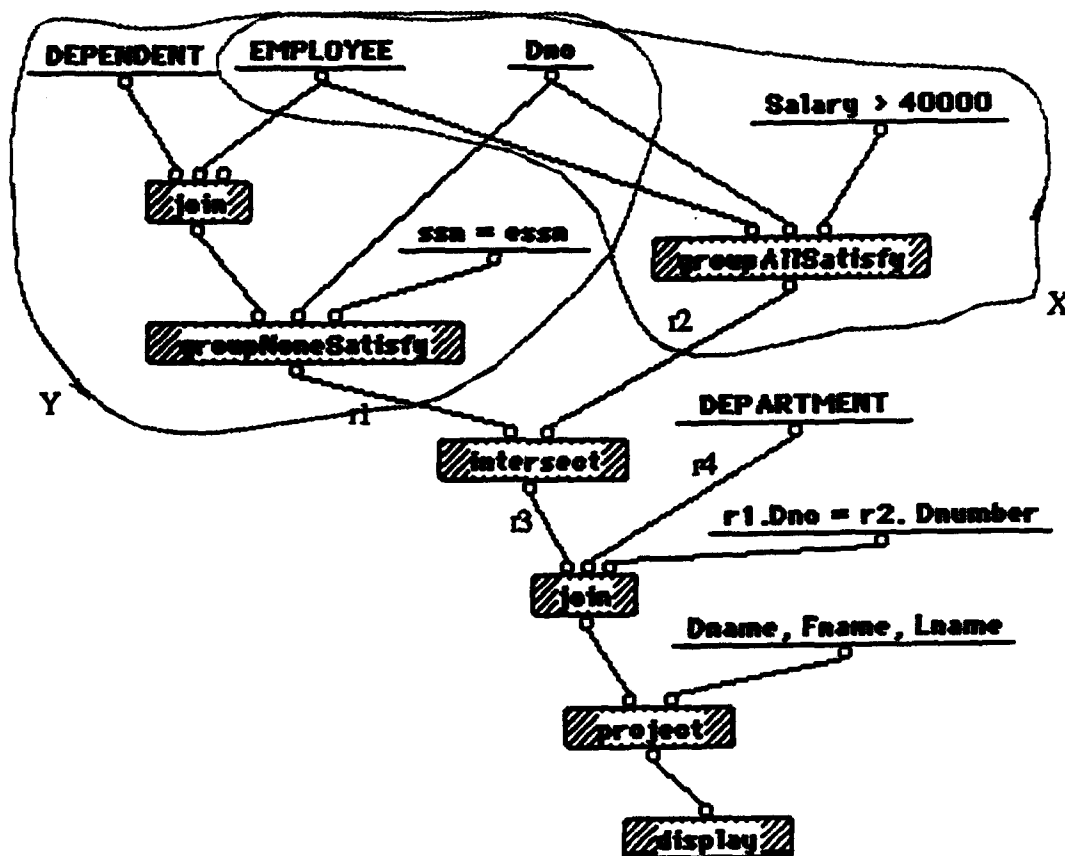 DEPENDENT
EMPLOYEE
Dno
Salary > 40000
join
ssn = essn
groupAllSatisfy
X
r2
groupNoneSatisfy
Y
r1
DEPARTMENT
intersect
r4
r3
r1.Dno = r2. Dnumber
join
Dname, Fname, Lname
project
display